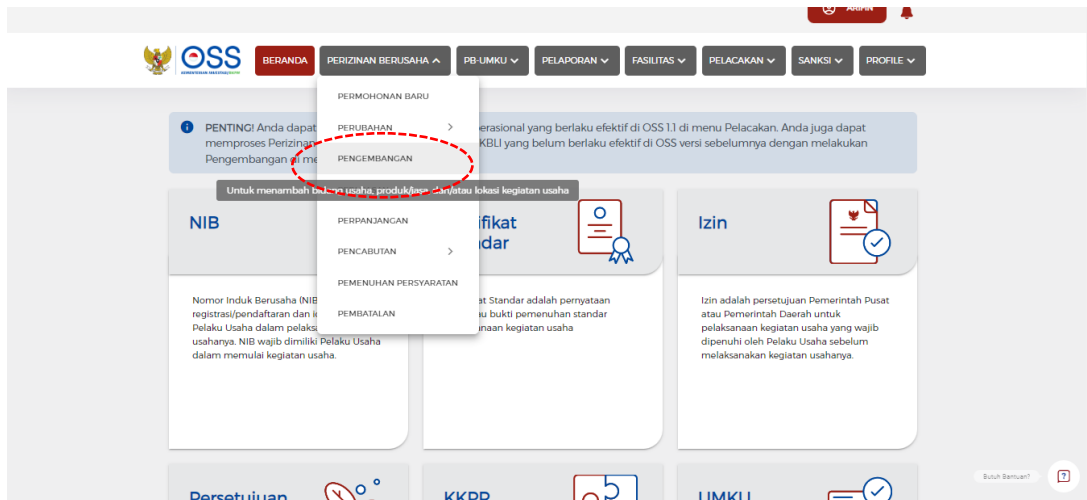 ARIFIN
OSS
BERANDA
PERIZINAN BERUSAHA
PB-UMKU
PELAPORAN
FASILITAS
PELACAKAN
SANKSI
PROFILE
PERMOHONAN BARU
PERUBAHAN
PENGEMBANGAN
Untuk menambah bidang usaha, produk/jasa, dan/atau lokasi kegiatan usaha
PERPANJANGAN
PENCABUTAN
PEMENUHAN PERSYARATAN
PEMBATALAN
PENTING! Anda dapat erasional yang berlaku efektif di OSS 1.1 di menu Pelacakan. Anda juga dapat
memproses Perizinan KBLI yang belum berlaku efektif di OSS versi sebelumnya dengan melakukan
Pengembangan di me
NIB
Nomor Induk Berusaha (NIB
registrasi/pendaftaran dan i
Pelaku Usaha dalam pelaksa
usahanya. NIB wajib dimiliki Pelaku Usaha
dalam memulai kegiatan usaha.
ifikat
dar
at Standar adalah pernyataan
u bukti pemenuhan standar
naan kegiatan usaha
Izin
Izin adalah persetujuan Pemerintah Pusat
atau Pemerintah Daerah untuk
pelaksanaan kegiatan usaha yang wajib
dipenuhi oleh Pelaku Usaha sebelum
melaksanakan kegiatan usahanya.
Persetujuan
KKPR
UMKU
Butuh Bantuan?